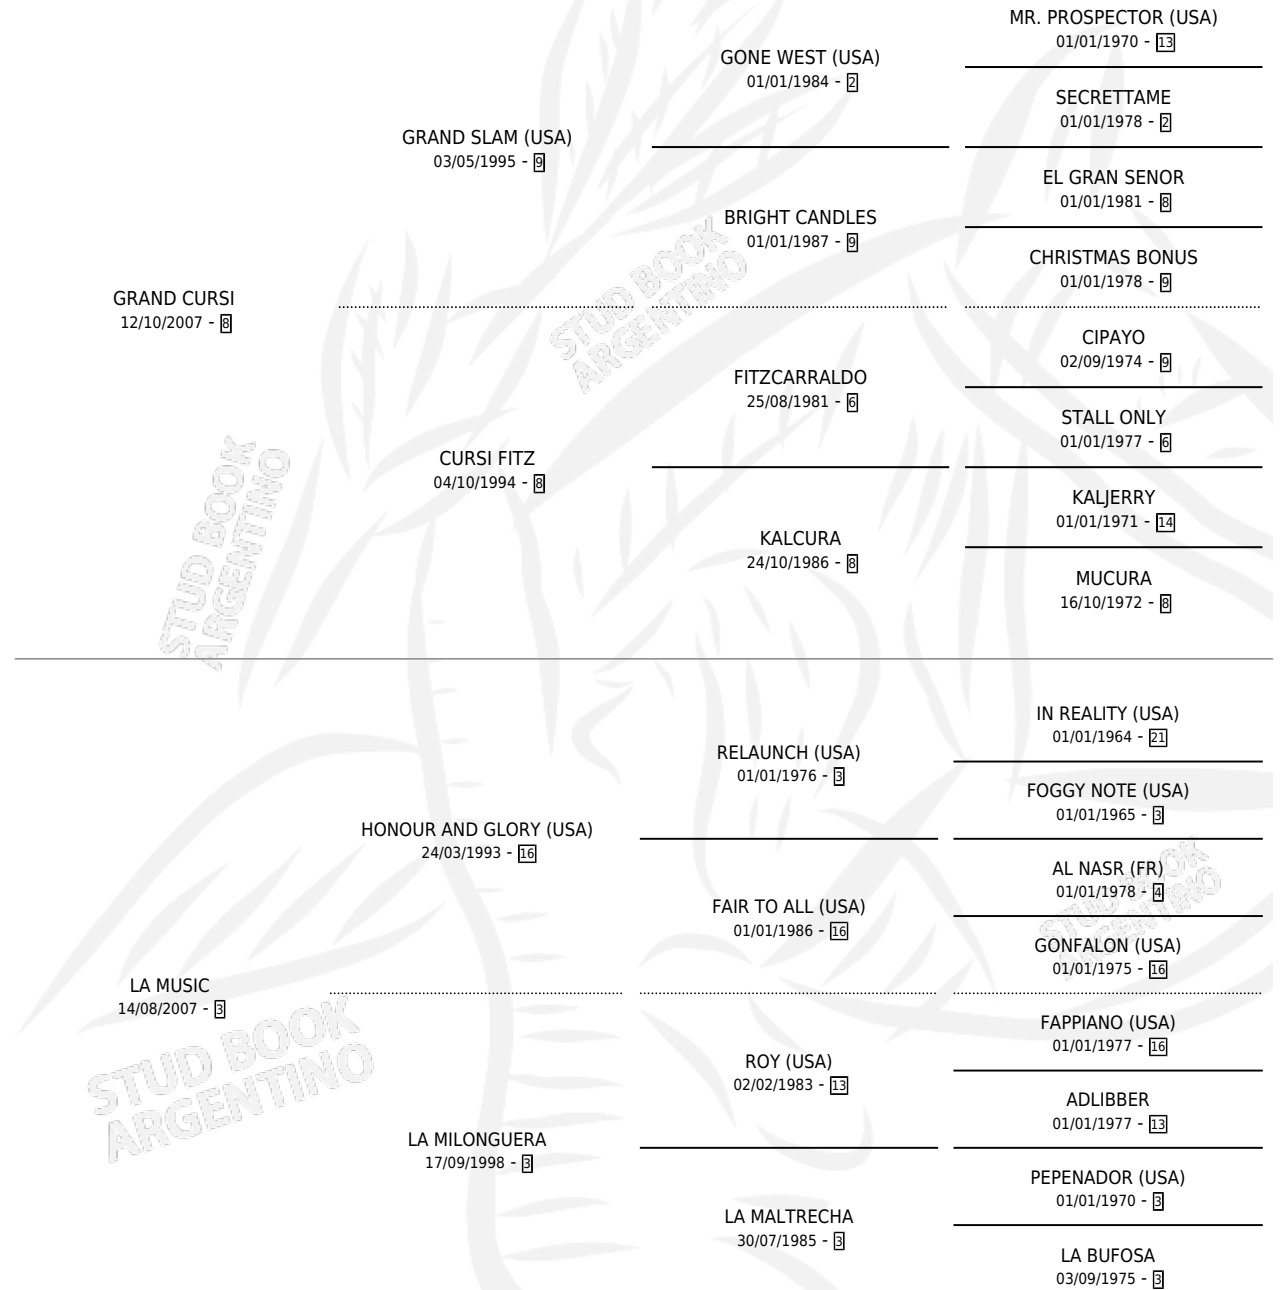 MR. PROSPECTOR (USA)
01/01/1970 - 13
GONE WEST (USA)
01/01/1984 - 2
SECRETTAME
01/01/1978 - 2
GRAND SLAM (USA)
03/05/1995 - 9
EL GRAN SENOR
01/01/1981 - 8
BRIGHT CANDLES
01/01/1987 - 9
CHRISTMAS BONUS
01/01/1978 - 9
GRAND CURSI
12/10/2007 - 8
STUD BOOK
ARGENTINO
CIPAYO
02/09/1974 - 9
FITZCARRALDO
25/08/1981 - 6
STALL ONLY
01/01/1977 - 6
CURSI FITZ
04/10/1994 - 8
KALJERRY
01/01/1971 - 14
KALCURA
24/10/1986 - 8
MUCURA
16/10/1972 - 8
STUD BOOK
ARGENTINO
IN REALITY (USA)
01/01/1964 - 21
RELAUNCH (USA)
01/01/1976 - 3
FOGGY NOTE (USA)
01/01/1965 - 3
HONOUR AND GLORY (USA)
24/03/1993 - 16
AL NASR (FR)
01/01/1978 - 4
FAIR TO ALL (USA)
01/01/1986 - 16
GONFALON (USA)
01/01/1975 - 16
STUD BOOK
ARGENTINO
LA MUSIC
14/08/2007 - 3
FAPPIANO (USA)
01/01/1977 - 16
ROY (USA)
02/02/1983 - 13
ADLIBBER
01/01/1977 - 13
STUD BOOK
ARGENTINO
LA MILONGUERA
17/09/1998 - 3
PEPENADOR (USA)
01/01/1970 - 3
LA MALTRECHA
30/07/1985 - 3
LA BUFOSA
03/09/1975 - 3